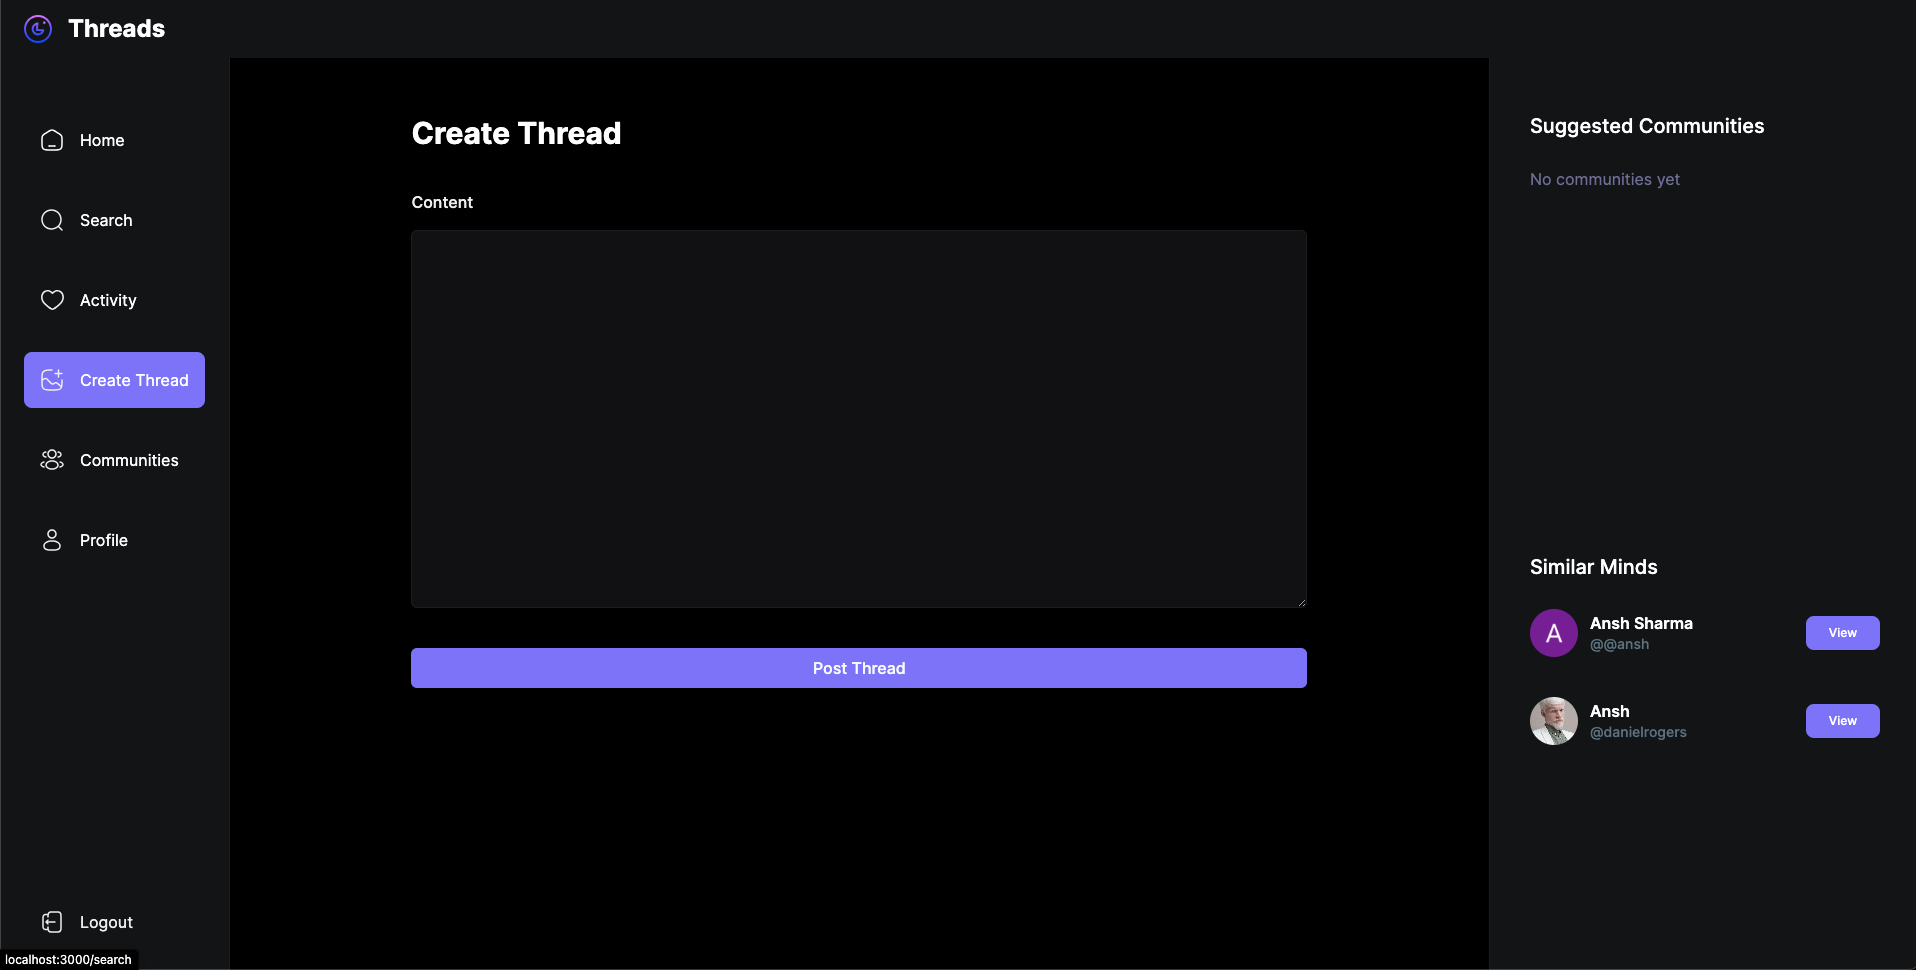 Threads
Home
Search
Activity
Create Thread
Communities
Profile
Logout
localhost:3000/search
Create Thread
Content
Post Thread
Suggested Communities
No communities yet
Similar Minds
A
Ansh Sharma
@@ansh
View
Ansh
@danielrogers
View